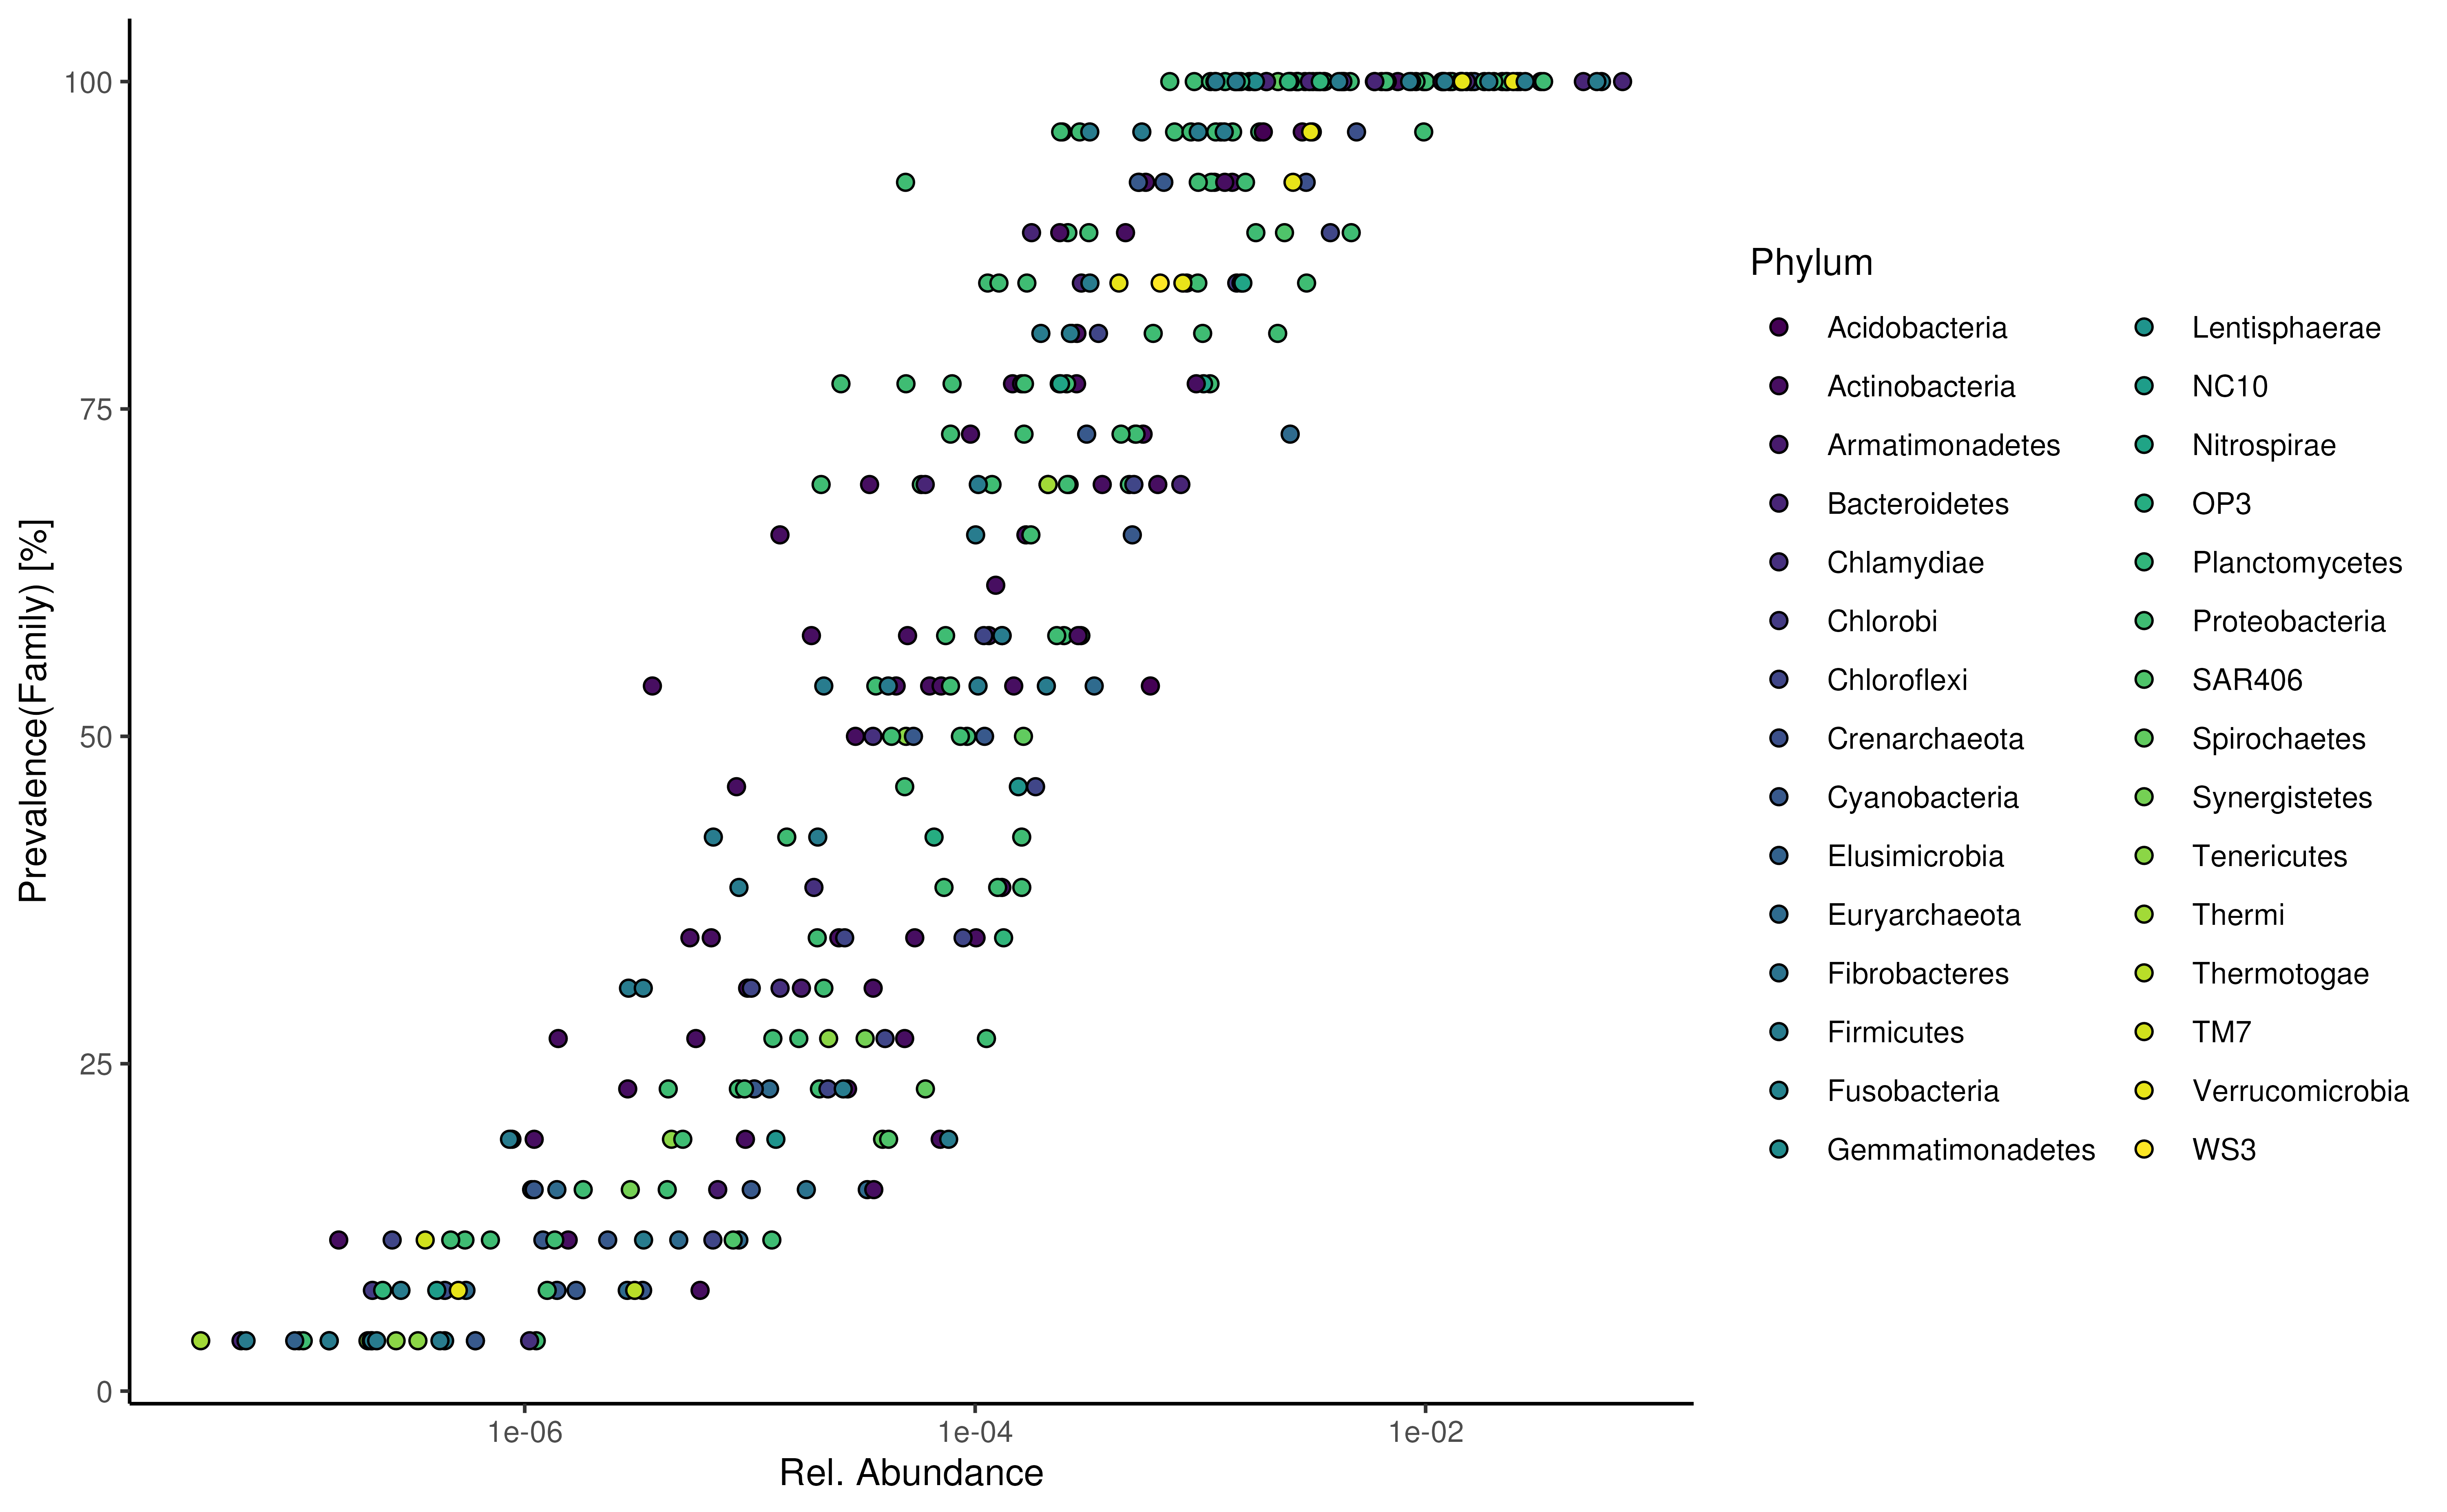 Prevalence(Family) [%]
100
75
50
25
0
1e-06
1e-04
1e-02
Rel. Abundance
Phylum
Acidobacteria
Actinobacteria
Armatimonadetes
Bacteroidetes
Chlamydiae
Chlorobi
Chloroflexi
Crenarchaeota
Cyanobacteria
Elusimicrobia
Euryarchaeota
Fibrobacteres
Firmicutes
Fusobacteria
Gemmatimonadetes
Lentisphaerae
NC10
Nitrospirae
OP3
Planctomycetes
Proteobacteria
SAR406
Spirochaetes
Synergistetes
Tenericutes
Thermi
Thermotogae
TM7
Verrucomicrobia
WS3